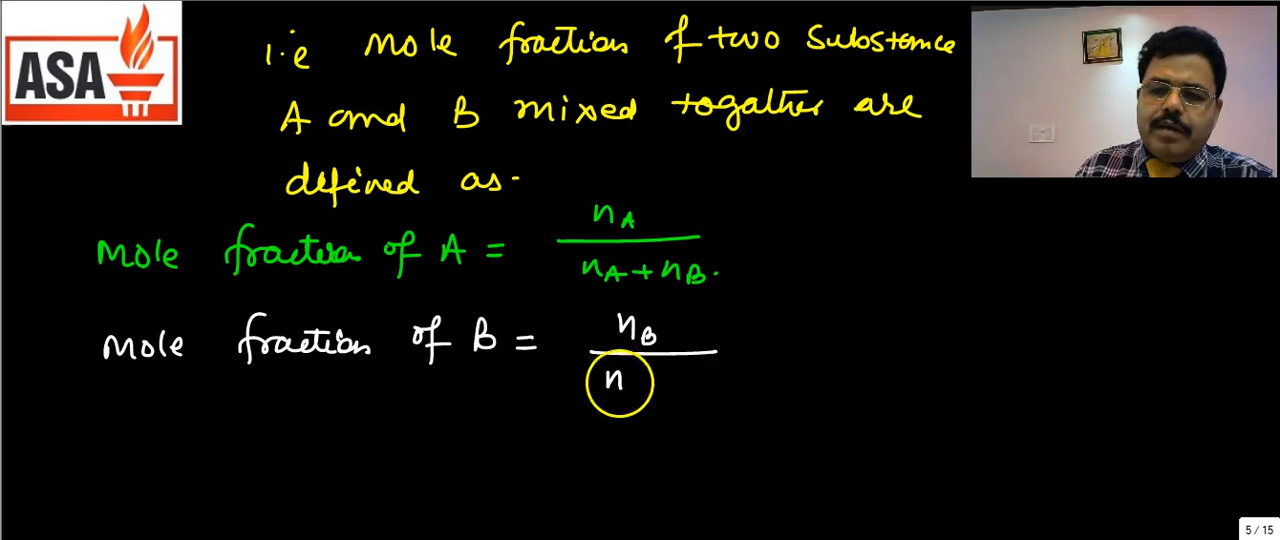 ASA
i.e Mole fraction of two substance
A and B mixed togather are
defined as.
Mole fraction of A = nA / nA + nB.
Mole fraction of B = nB / n
5 / 15